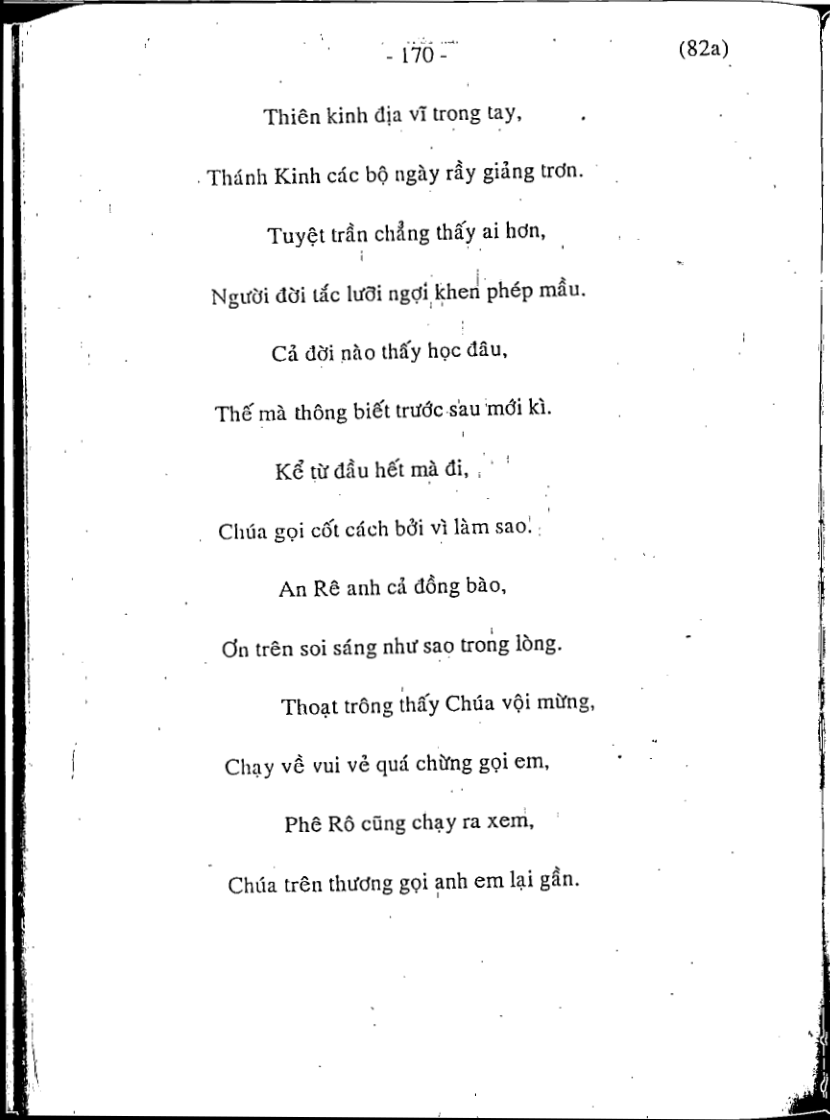 - 170 -
(82a)
Thiên kinh địa vĩ trong tay,
Thánh Kinh các bộ ngày rầy giảng trơn.
Tuyệt trần chẳng thấy ai hơn,
Người đời tắc lưỡi ngợi khen phép mầu.
Cả đời nào thấy học đâu,
Thế mà thông biết trước sau mới kì.
Kể từ đầu hết mà đi,
Chúa gọi cốt cách bởi vì làm sao.
An Rê anh cả đồng bào,
Ơn trên soi sáng như sao trong lòng.
Thoạt trông thấy Chúa vội mừng,
Chạy về vui vẻ quá chừng gọi em,
Phê Rô cũng chạy ra xem,
Chúa trên thương gọi anh em lại gần.